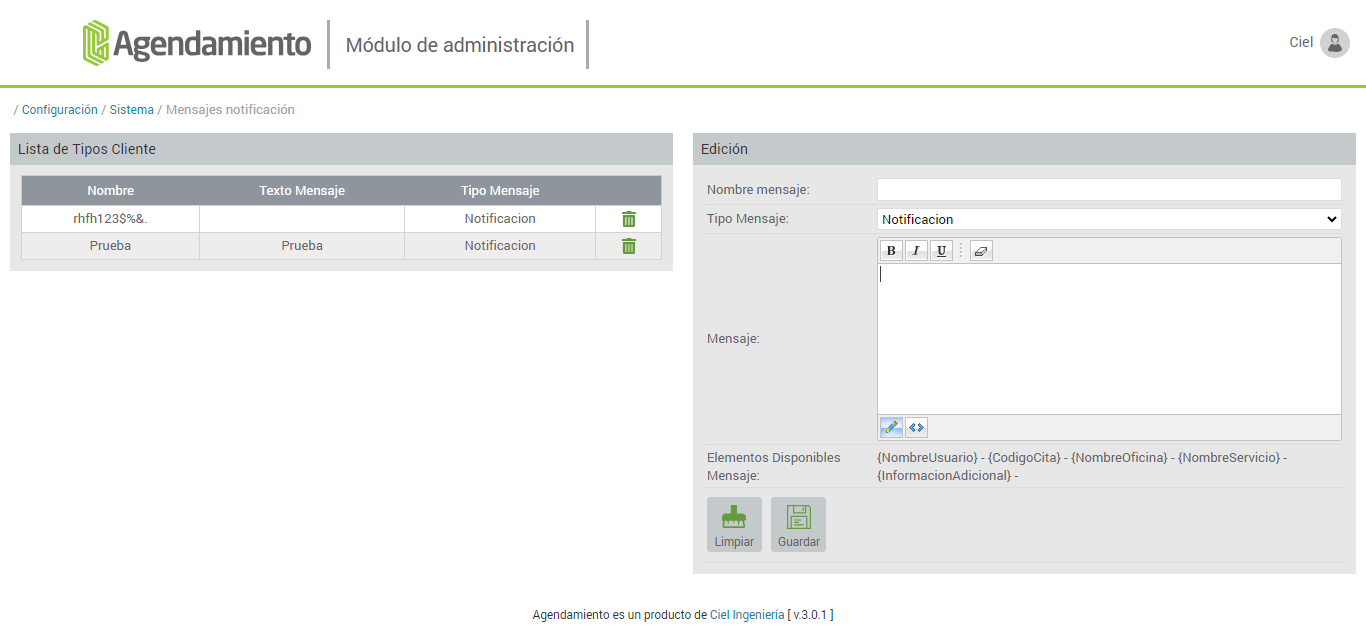 Agendamiento
Módulo de administración
Ciel
/ Configuración / Sistema / Mensajes notificación
Lista de Tipos Cliente
Nombre Texto Mensaje Tipo Mensaje
rhfh123$%&. Notificacion
Prueba Prueba Notificacion
Edición
Nombre mensaje:
Tipo Mensaje: Notificacion
B I U
Mensaje:
Elementos Disponibles Mensaje:
{NombreUsuario} - {CodigoCita} - {NombreOficina} - {NombreServicio} -
{InformacionAdicional} -
Limpiar Guardar
Agendamiento es un producto de Ciel Ingeniería [ v.3.0.1 ]